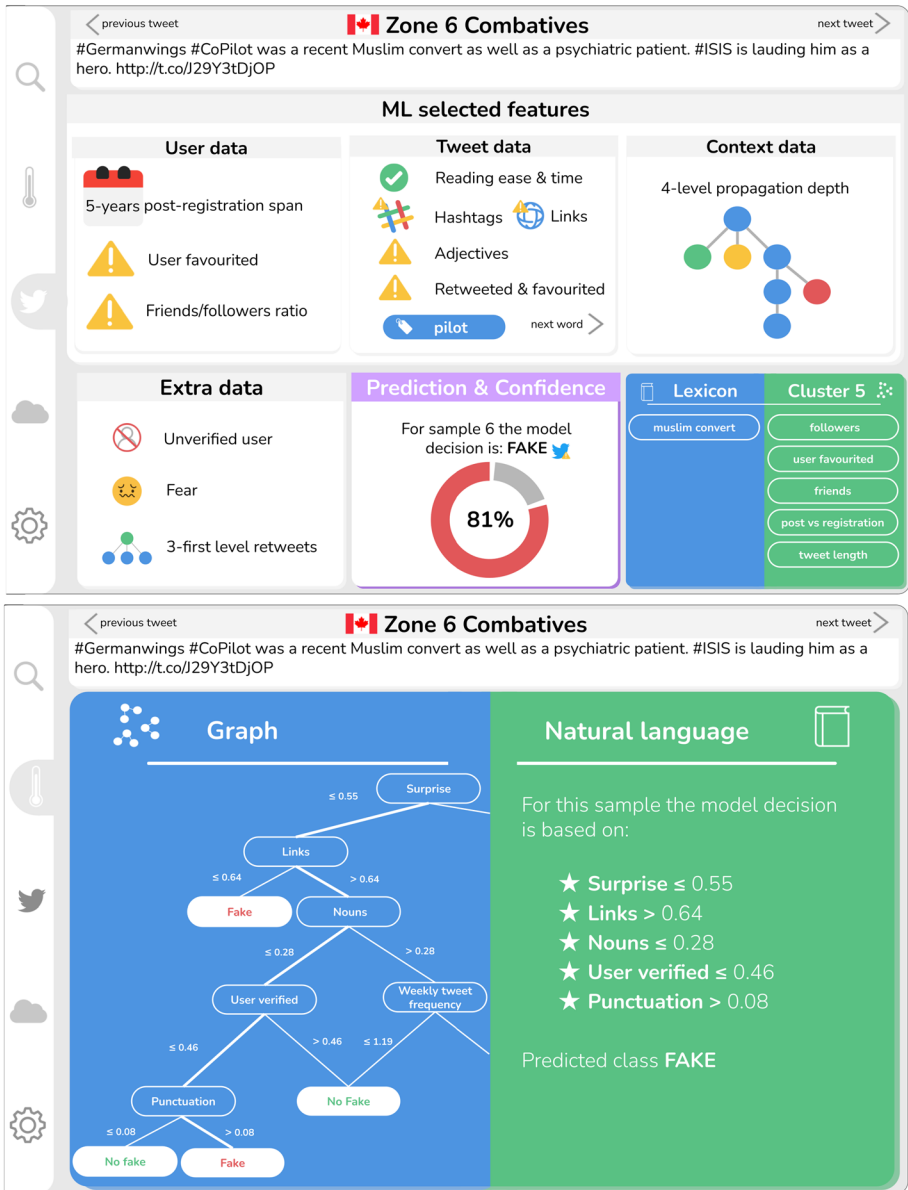 previous tweet
Zone 6 Combatives
next tweet
#Germanwings #CoPilot was a recent Muslim convert as well as a psychiatric patient. #ISIS is lauding him as a
hero. http://t.co/J29Y3tDjOP
ML selected features
User data
5-years post-registration span
User favourited
Friends/followers ratio
Tweet data
Reading ease & time
Hashtags
Links
Adjectives
Retweeted & favourited
pilot
next word
Context data
4-level propagation depth
Extra data
Unverified user
Fear
3-first level retweets
Prediction & Confidence
For sample 6 the model
decision is: FAKE
81%
Lexicon
muslim convert
Cluster 5
followers
user favourited
friends
post vs registration
tweet length
previous tweet
Zone 6 Combatives
next tweet
#Germanwings #CoPilot was a recent Muslim convert as well as a psychiatric patient. #ISIS is lauding him as a
hero. http://t.co/J29Y3tDjOP
Graph
Surprise
≤ 0.55
Links
≤ 0.64
> 0.64
Fake
Nouns
≤ 0.28
> 0.28
User verified
Weekly tweet
frequency
≤ 0.46
> 0.46
≤ 1.19
Punctuation
No Fake
≤ 0.08
> 0.08
No fake
Fake
Natural language
For this sample the model decision
is based on:
★ Surprise ≤ 0.55
★ Links > 0.64
★ Nouns ≤ 0.28
★ User verified ≤ 0.46
★ Punctuation > 0.08
Predicted class FAKE